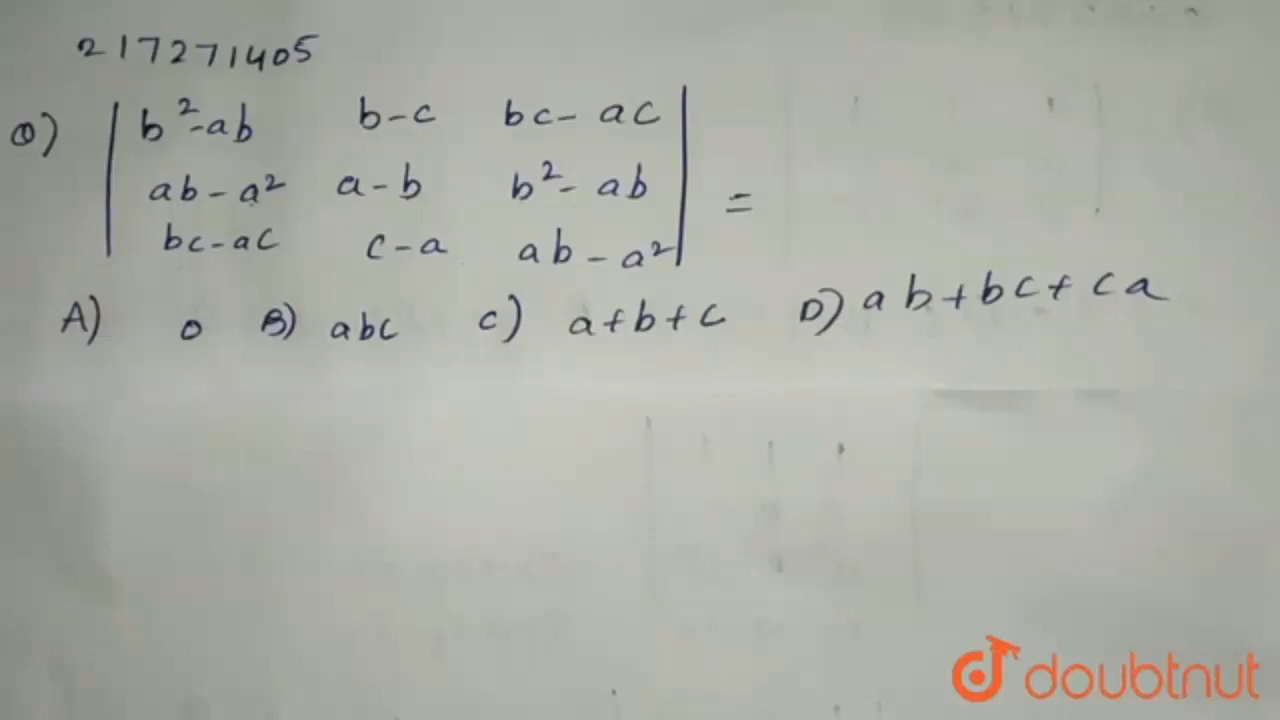 217271405
Q) | b²-ab b-c bc-ac |
| ab-a² a-b b²-ab | =
| bc-ac c-a ab-a² |
A) 0 B) abc C) a+b+c D) ab+bc+ca
doubtnut